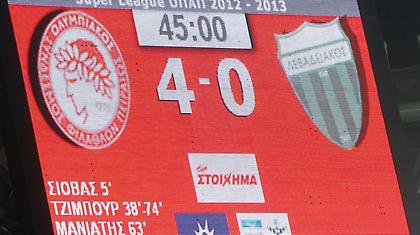 Super League ΟΠΑΠ 2012 - 2013
45:00
4-0
ΛΕΒΑΔΕΙΑΚΟΣ
ΣΤΟΙΧΗΜΑ
ΣΙΟΒΑΣ 5'
ΤΖΙΜΠΟΥΡ 38'-74'
ΜΑΝΙΑΤΗΣ 63'